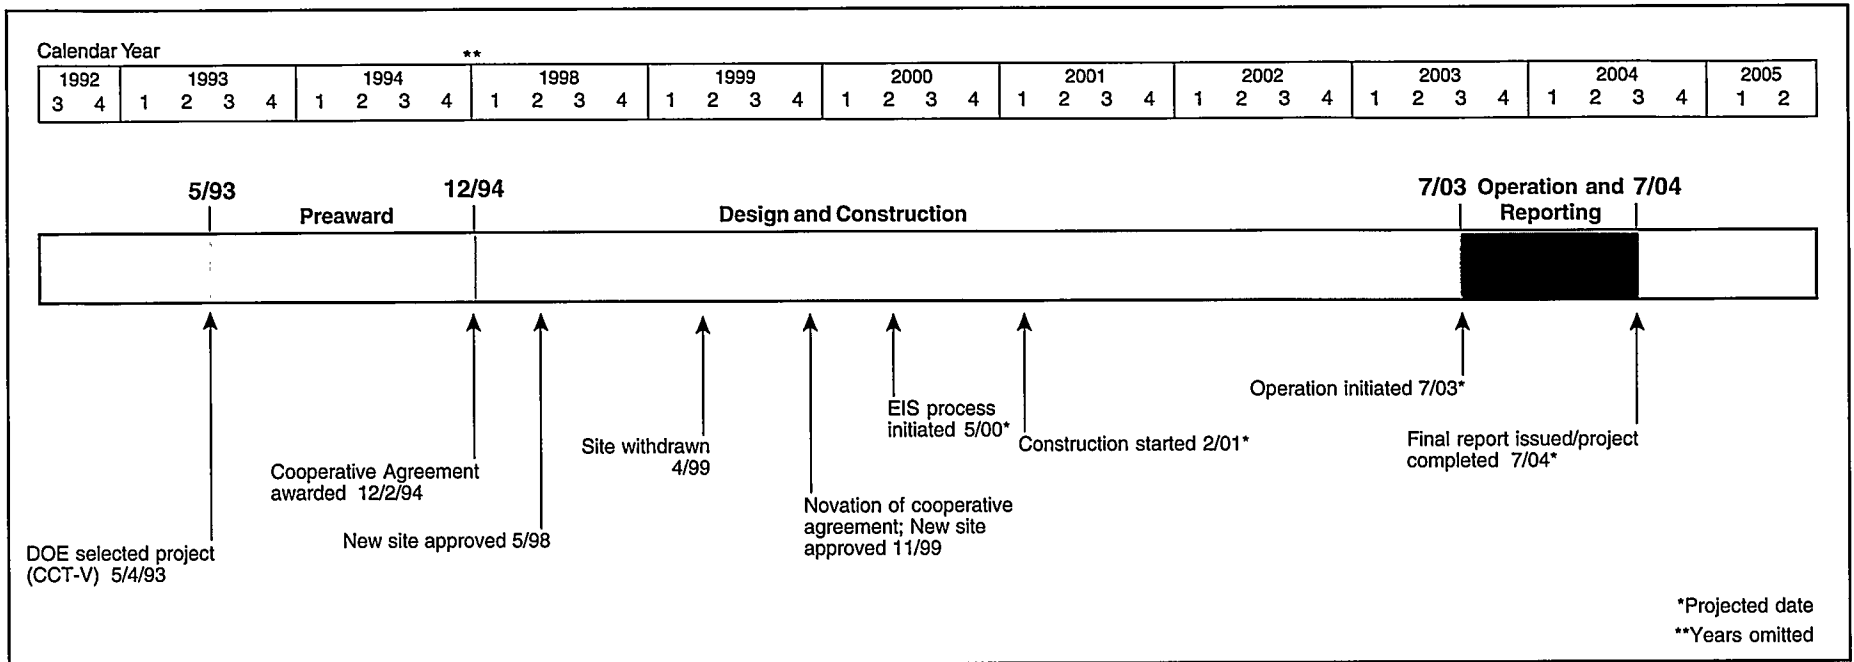 Calendar Year
**
1992 1993 1994 1998 1999 2000 2001 2002 2003 2004 2005
3 4 1 2 3 4 1 2 3 4 1 2 3 4 1 2 3 4 1 2 3 4 1 2 3 4 1 2 3 4 1 2 3 4 1 2 3 4 1 2
5/93
Preaward
12/94
Design and Construction
7/03 Operation and 7/04
Reporting
DOE selected project
(CCT-V) 5/4/93
Cooperative Agreement
awarded 12/2/94
New site approved 5/98
Site withdrawn
4/99
Novation of cooperative
agreement; New site
approved 11/99
EIS process
initiated 5/00*
Construction started 2/01*
Operation initiated 7/03*
Final report issued/project
completed 7/04*
*Projected date
**Years omitted